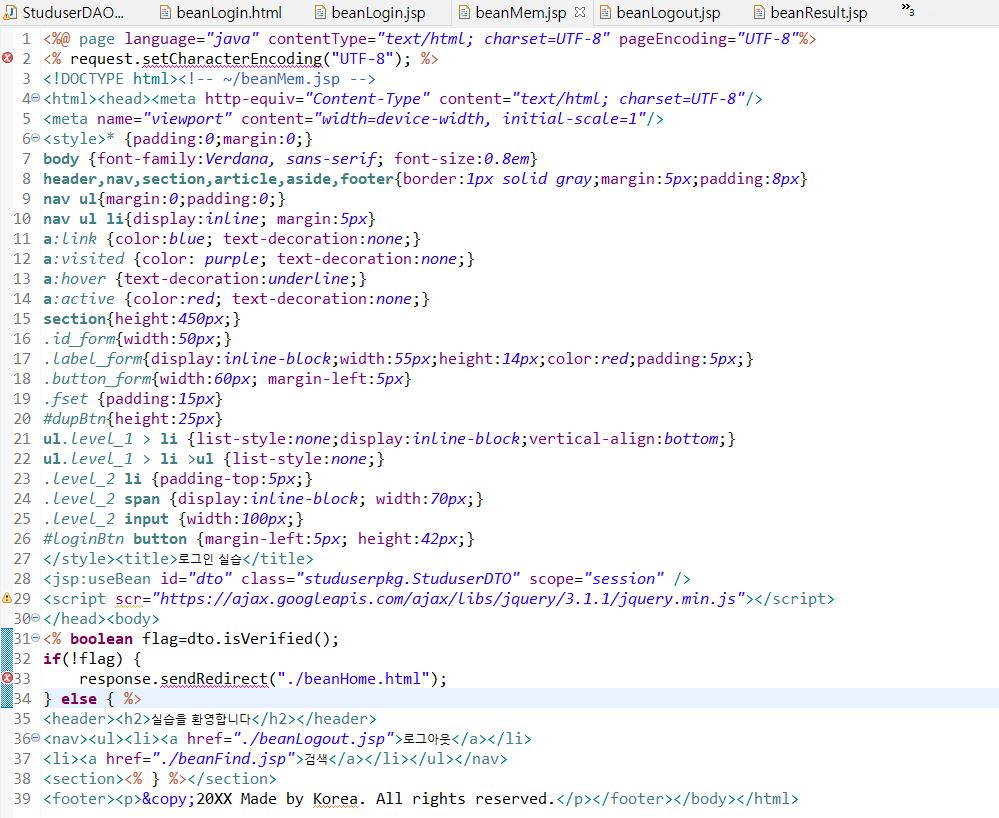 StuduserDAO... beanLogin.html beanLogin.jsp beanMem.jsp beanLogout.jsp beanResult.jsp »3
1 <%@ page language="java" contentType="text/html; charset=UTF-8" pageEncoding="UTF-8"%>
2 <% request.setCharacterEncoding("UTF-8"); %>
3 <!DOCTYPE html><!-- ~/beanMem.jsp -->
4 <html><head><meta http-equiv="Content-Type" content="text/html; charset=UTF-8"/>
5 <meta name="viewport" content="width=device-width, initial-scale=1"/>
6 <style>* {padding:0;margin:0;}
7 body {font-family:Verdana, sans-serif; font-size:0.8em}
8 header,nav,section,article,aside,footer{border:1px solid gray;margin:5px;padding:8px}
9 nav ul{margin:0;padding:0;}
10 nav ul li{display:inline; margin:5px}
11 a:link {color:blue; text-decoration:none;}
12 a:visited {color: purple; text-decoration:none;}
13 a:hover {text-decoration:underline;}
14 a:active {color:red; text-decoration:none;}
15 section{height:450px;}
16 .id_form{width:50px;}
17 .label_form{display:inline-block;width:55px;height:14px;color:red;padding:5px;}
18 .button_form{width:60px; margin-left:5px}
19 .fset {padding:15px}
20 #dupBtn{height:25px}
21 ul.level_1 > li {list-style:none;display:inline-block;vertical-align:bottom;}
22 ul.level_1 > li >ul {list-style:none;}
23 .level_2 li {padding-top:5px;}
24 .level_2 span {display:inline-block; width:70px;}
25 .level_2 input {width:100px;}
26 #loginBtn button {margin-left:5px; height:42px;}
27 </style><title>로그인 실습</title>
28 <jsp:useBean id="dto" class="studuserpkg.StuduserDTO" scope="session" />
29 <script scr="https://ajax.googleapis.com/ajax/libs/jquery/3.1.1/jquery.min.js"></script>
30 </head><body>
31 <% boolean flag=dto.isVerified();
32 if(!flag) {
33 response.sendRedirect("./beanHome.html");
34 } else { %>
35 <header><h2>실습을 환영합니다</h2></header>
36 <nav><ul><li><a href="./beanLogout.jsp">로그아웃</a></li>
37 <li><a href="./beanFind.jsp">검색</a></li></ul></nav>
38 <section><% } %></section>
39 <footer><p>&copy;20XX Made by Korea. All rights reserved.</p></footer></body></html>